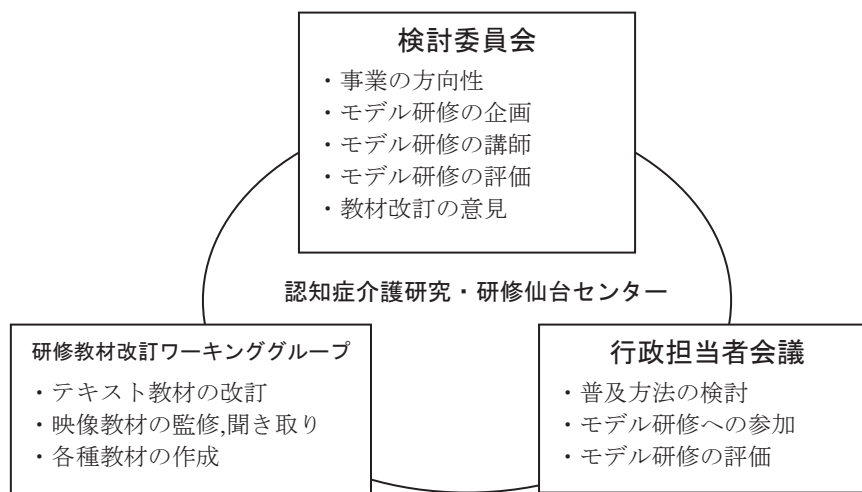 検討委員会
・事業の方向性
・モデル研修の企画
・モデル研修の講師
・モデル研修の評価
・教材改訂の意見
認知症介護研究・研修仙台センター
研修教材改訂ワーキンググループ
・テキスト教材の改訂
・映像教材の監修,聞き取り
・各種教材の作成
行政担当者会議
・普及方法の検討
・モデル研修への参加
・モデル研修の評価